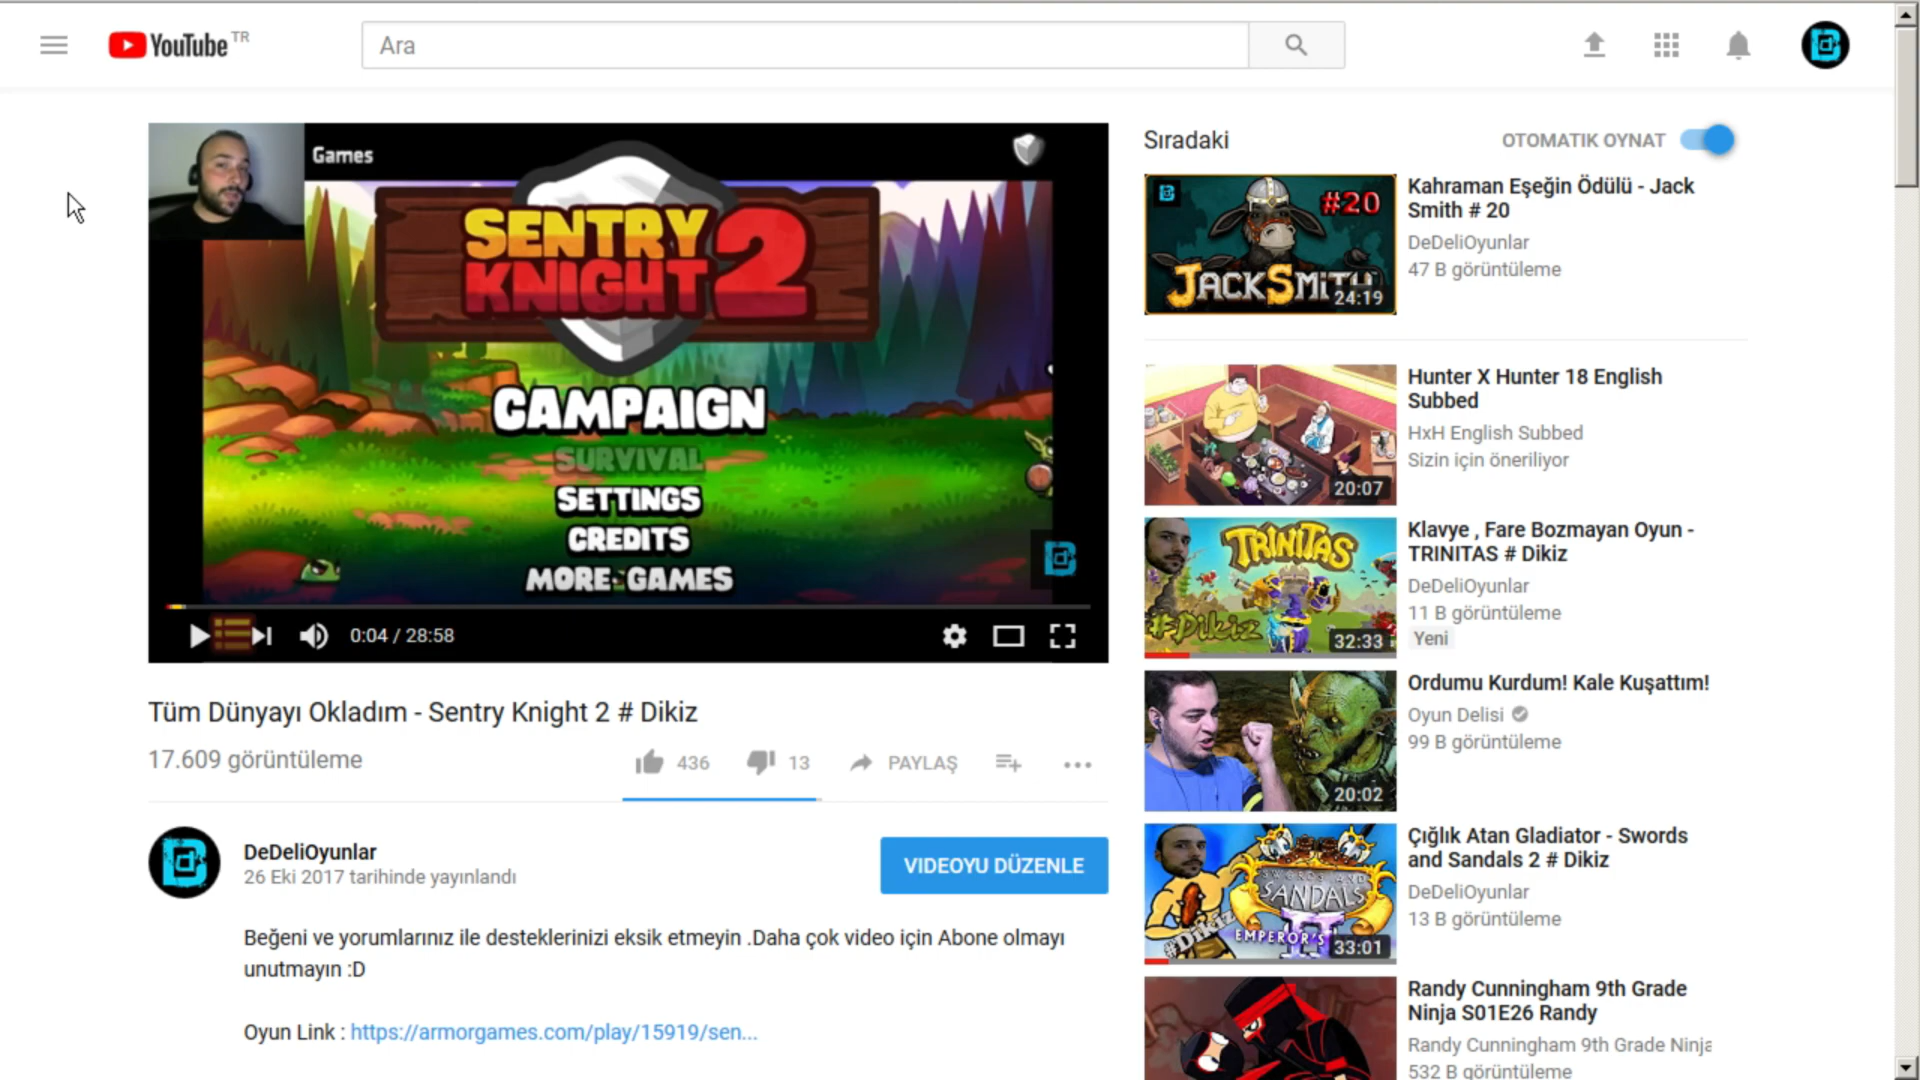 YouTube TR
Ara
Games
SENTRY
KNIGHT 2
CAMPAIGN
SURVIVAL
SETTINGS
CREDITS
MORE GAMES
0:04 / 28:58
Tüm Dünyayı Okladım - Sentry Knight 2 # Dikiz
17.609 görüntüleme
436
13
PAYLAŞ
DeDeliOyunlar
26 Eki 2017 tarihinde yayınlandı
VIDEOYU DÜZENLE
Beğeni ve yorumlarınız ile desteklerinizi eksik etmeyin .Daha çok video için Abone olmayı
unutmayın :D
Oyun Link : https://armorgames.com/play/15919/sen...
Sıradaki
OTOMATIK OYNAT
#20
JACKSMITH
24:19
Kahraman Eşeğin Ödülü - Jack
Smith # 20
DeDeliOyunlar
47 B görüntüleme
20:07
Hunter X Hunter 18 English
Subbed
HxH English Subbed
Sizin için öneriliyor
TRINITAS
#Dikiz
32:33
Klavye , Fare Bozmayan Oyun -
TRINITAS # Dikiz
DeDeliOyunlar
11 B görüntüleme
Yeni
20:02
Ordumu Kurdum! Kale Kuşattım!
Oyun Delisi
99 B görüntüleme
SWORDS AND
SANDALS
II
EMPEROR'S
#Dikiz
33:01
Çığlık Atan Gladiator - Swords
and Sandals 2 # Dikiz
DeDeliOyunlar
13 B görüntüleme
Randy Cunningham 9th Grade
Ninja S01E26 Randy
Randy Cunningham 9th Grade Ninja
532 B görüntüleme